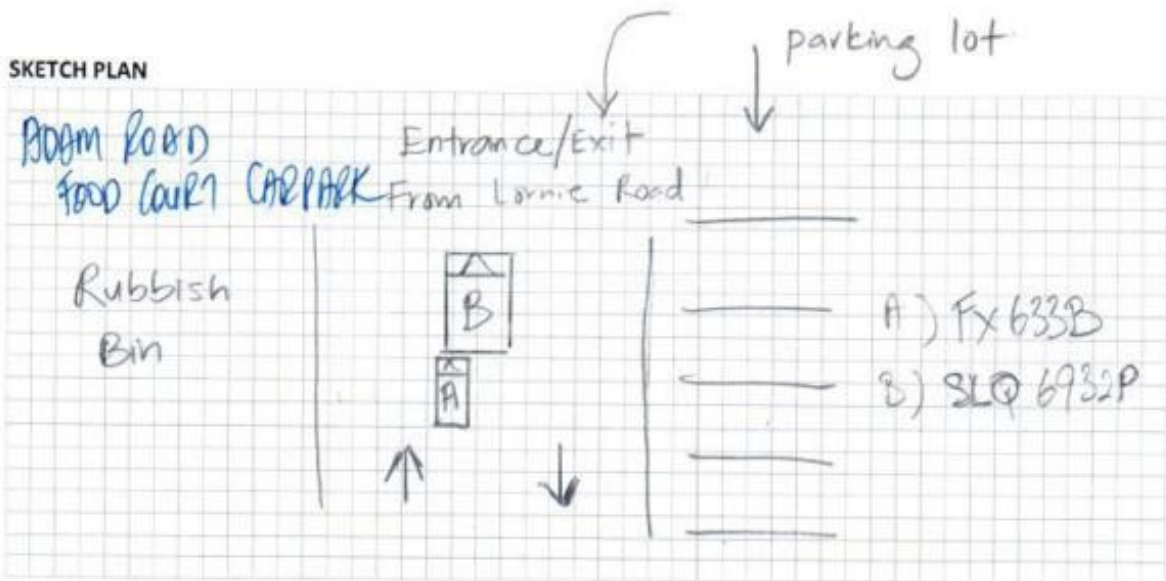 parking lot
SKETCH PLAN
ADAM ROAD
FOOD COURT CARPARK
Entrance/Exit
From Lornie Road
Rubbish
Bin
B
A
A) FX 633B
B) SLQ 6932P